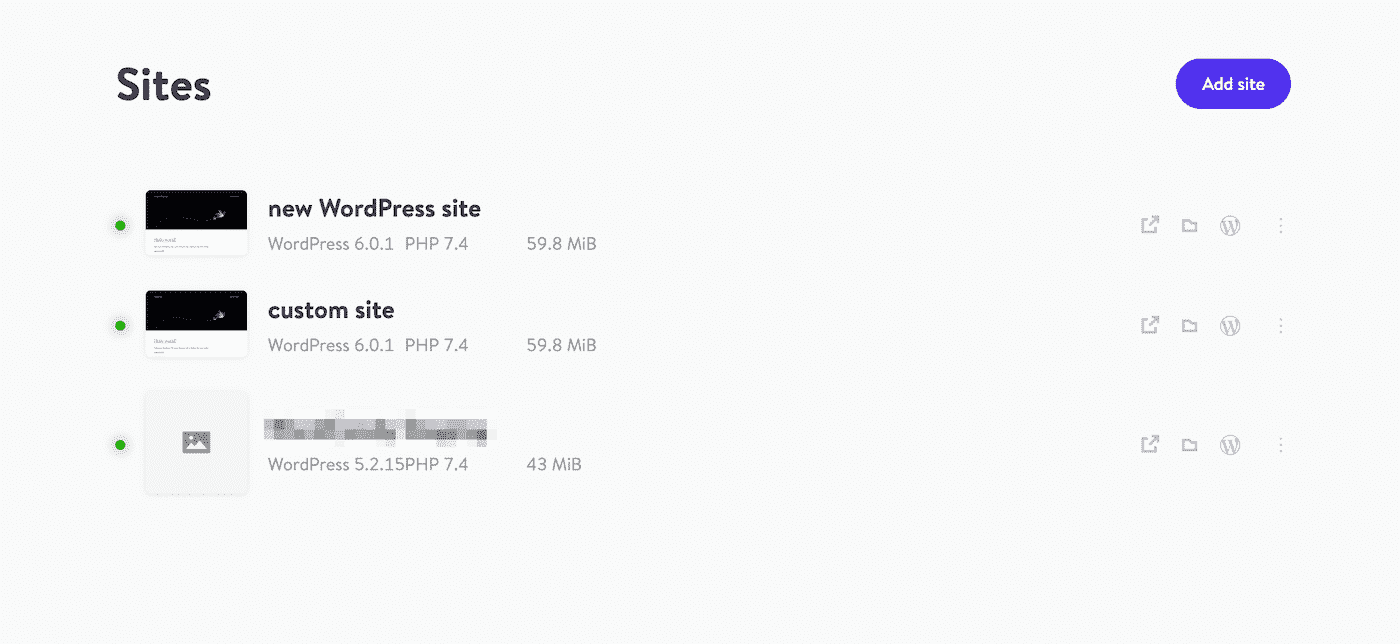 Sites
Add site
new WordPress site
WordPress 6.0.1 PHP 7.4 59.8 MiB
custom site
WordPress 6.0.1 PHP 7.4 59.8 MiB
WordPress 5.2.15PHP 7.4 43 MiB